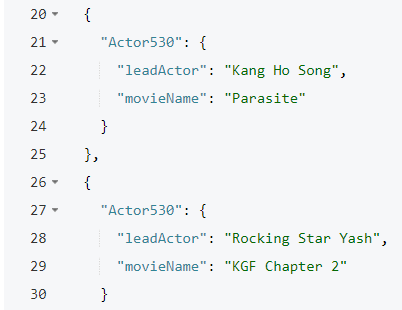 20 {
21 "Actor530": {
22 "leadActor": "Kang Ho Song",
23 "movieName": "Parasite"
24 }
25 },
26 {
27 "Actor530": {
28 "leadActor": "Rocking Star Yash",
29 "movieName": "KGF Chapter 2"
30 }